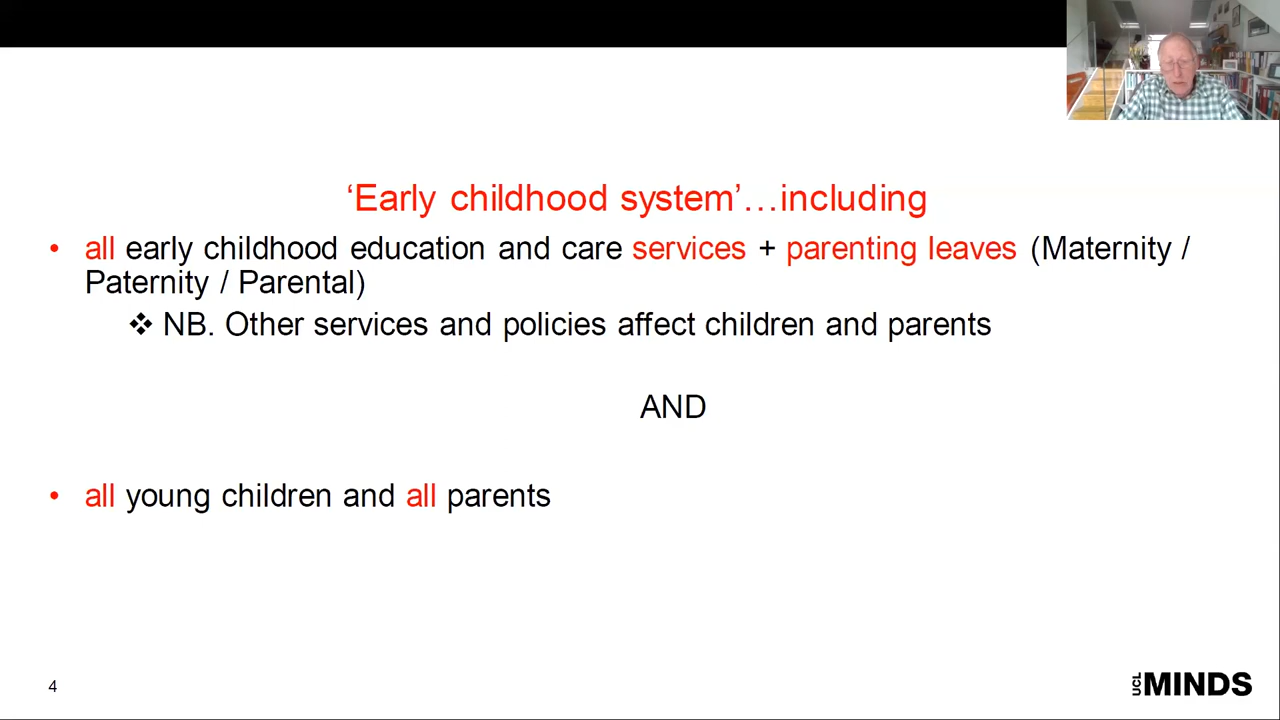 ‘Early childhood system’…including
• all early childhood education and care services + parenting leaves (Maternity /
Paternity / Parental)
❖ NB. Other services and policies affect children and parents
AND
• all young children and all parents
4
UCL MINDS